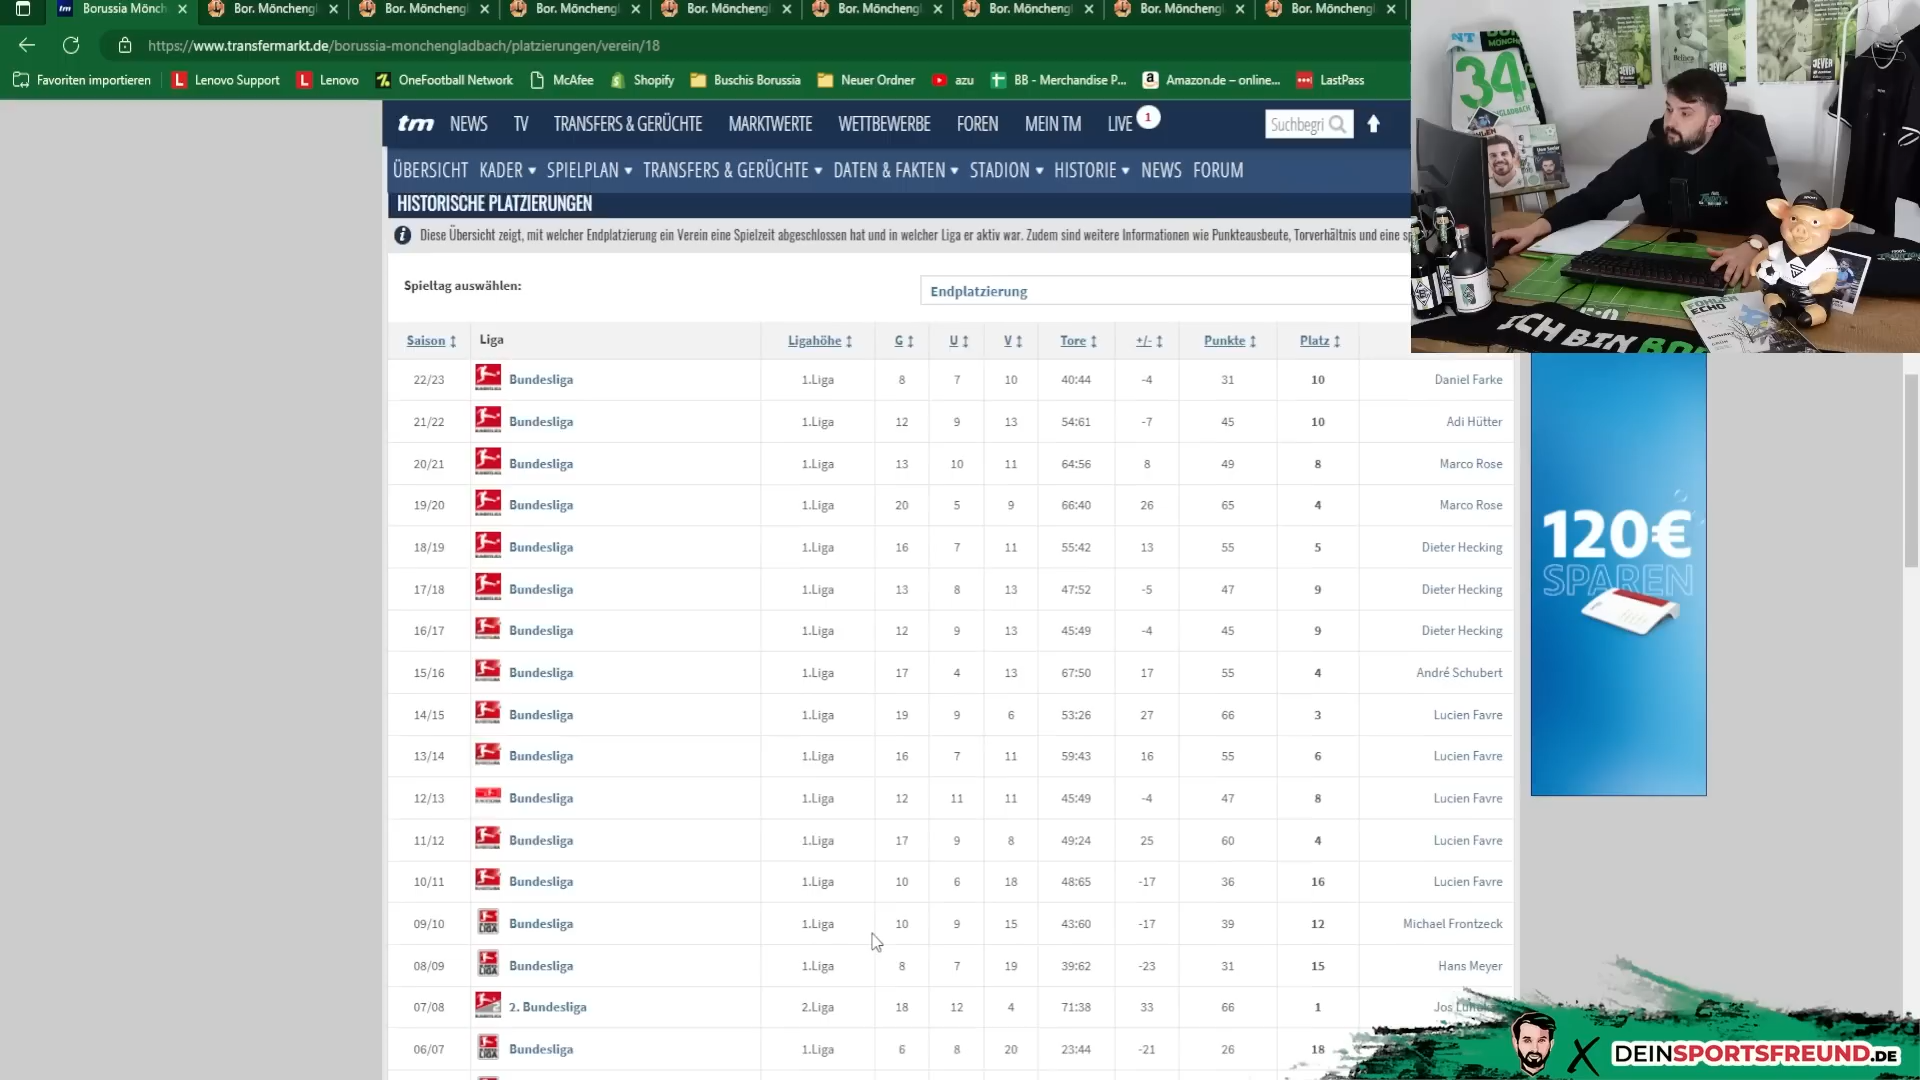 Borussia Mönch
Bor. Mönchengl
Bor. Mönchengl
Bor. Mönchengl
Bor. Mönchengl
Bor. Mönchengl
Bor. Mönchengl
Bor. Mönchengl
Bor. Mönchengl
https://www.transfermarkt.de/borussia-monchengladbach/platzierungen/verein/18
Favoriten importieren
Lenovo Support
Lenovo
OneFootball Network
McAfee
Shopify
Buschis Borussia
Neuer Ordner
azu
BB - Merchandise P...
Amazon.de – online...
LastPass
tm NEWS TV TRANSFERS & GERÜCHTE MARKTWERTE WETTBEWERBE FOREN MEIN TM LIVE 1 Suchbegri
ÜBERSICHT KADER SPIELPLAN TRANSFERS & GERÜCHTE DATEN & FAKTEN STADION HISTORIE NEWS FORUM
HISTORISCHE PLATZIERUNGEN
Diese Übersicht zeigt, mit welcher Endplatzierung ein Verein eine Spielzeit abgeschlossen hat und in welcher Liga er aktiv war. Zudem sind weitere Informationen wie Punkteausbeute, Torverhältnis und eine s
Spieltag auswählen: Endplatzierung
Saison Liga Ligahöhe G U V Tore +/- Punkte Platz
22/23 Bundesliga 1.Liga 8 7 10 40:44 -4 31 10 Daniel Farke
21/22 Bundesliga 1.Liga 12 9 13 54:61 -7 45 10 Adi Hütter
20/21 Bundesliga 1.Liga 13 10 11 64:56 8 49 8 Marco Rose
19/20 Bundesliga 1.Liga 20 5 9 66:40 26 65 4 Marco Rose
18/19 Bundesliga 1.Liga 16 7 11 55:42 13 55 5 Dieter Hecking
17/18 Bundesliga 1.Liga 13 8 13 47:52 -5 47 9 Dieter Hecking
16/17 Bundesliga 1.Liga 12 9 13 45:49 -4 45 9 Dieter Hecking
15/16 Bundesliga 1.Liga 17 4 13 67:50 17 55 4 André Schubert
14/15 Bundesliga 1.Liga 19 9 6 53:26 27 66 3 Lucien Favre
13/14 Bundesliga 1.Liga 16 7 11 59:43 16 55 6 Lucien Favre
12/13 Bundesliga 1.Liga 12 11 11 45:49 -4 47 8 Lucien Favre
11/12 Bundesliga 1.Liga 17 9 8 49:24 25 60 4 Lucien Favre
10/11 Bundesliga 1.Liga 10 6 18 48:65 -17 36 16 Lucien Favre
09/10 Bundesliga 1.Liga 10 9 15 43:60 -17 39 12 Michael Frontzeck
08/09 Bundesliga 1.Liga 8 7 19 39:62 -23 31 15 Hans Meyer
07/08 2. Bundesliga 2.Liga 18 12 4 71:38 33 66 1 Jos
06/07 Bundesliga 1.Liga 6 8 20 23:44 -21 26 18
120€
SPAREN
34
FOHLEN
ECHO
ICH BIN BO
X DEINSPORTSFREUND.DE